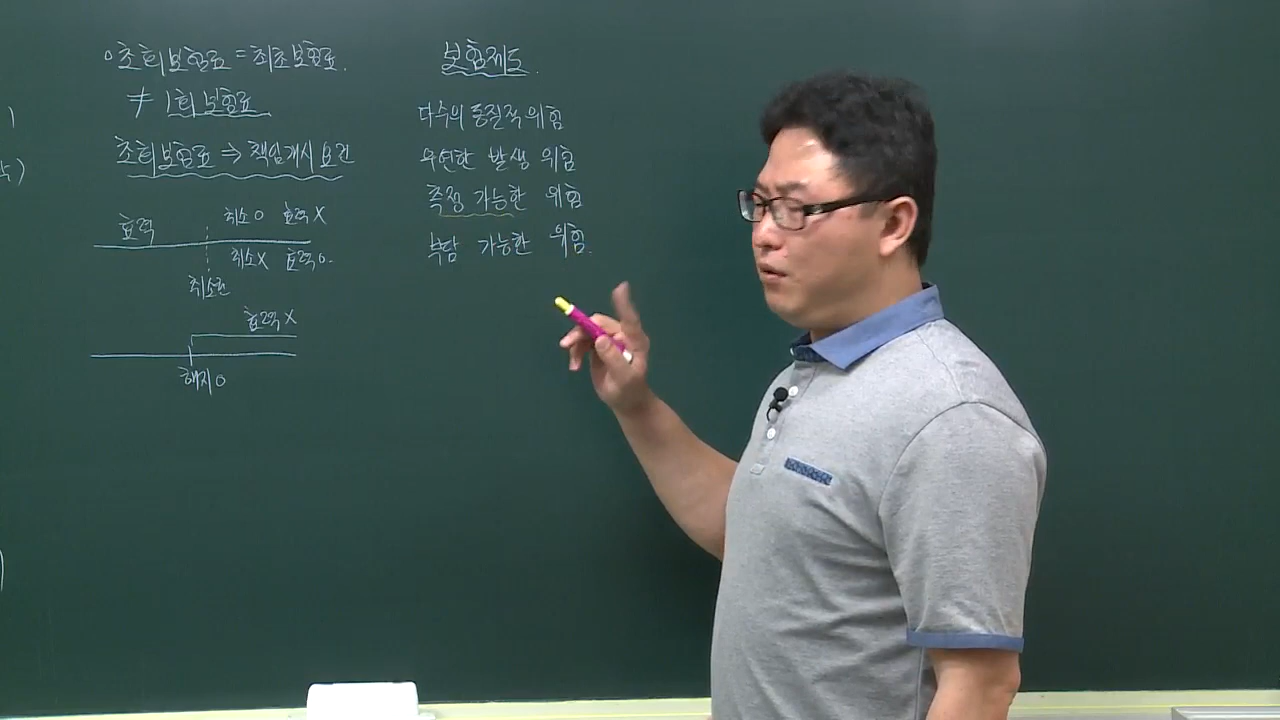 ○ 초회보험료 = 최초보험료.
≠ 1회 보험료
초회보험료 ⇒ 책임개시 요건
효력
취소 O 효력 X
취소 X 효력 O.
취소권
효력 X
해지 O
보험제도.
다수의 동질적 위험
우연한 발생 위험
측정 가능한 위험
부담 가능한 위험.